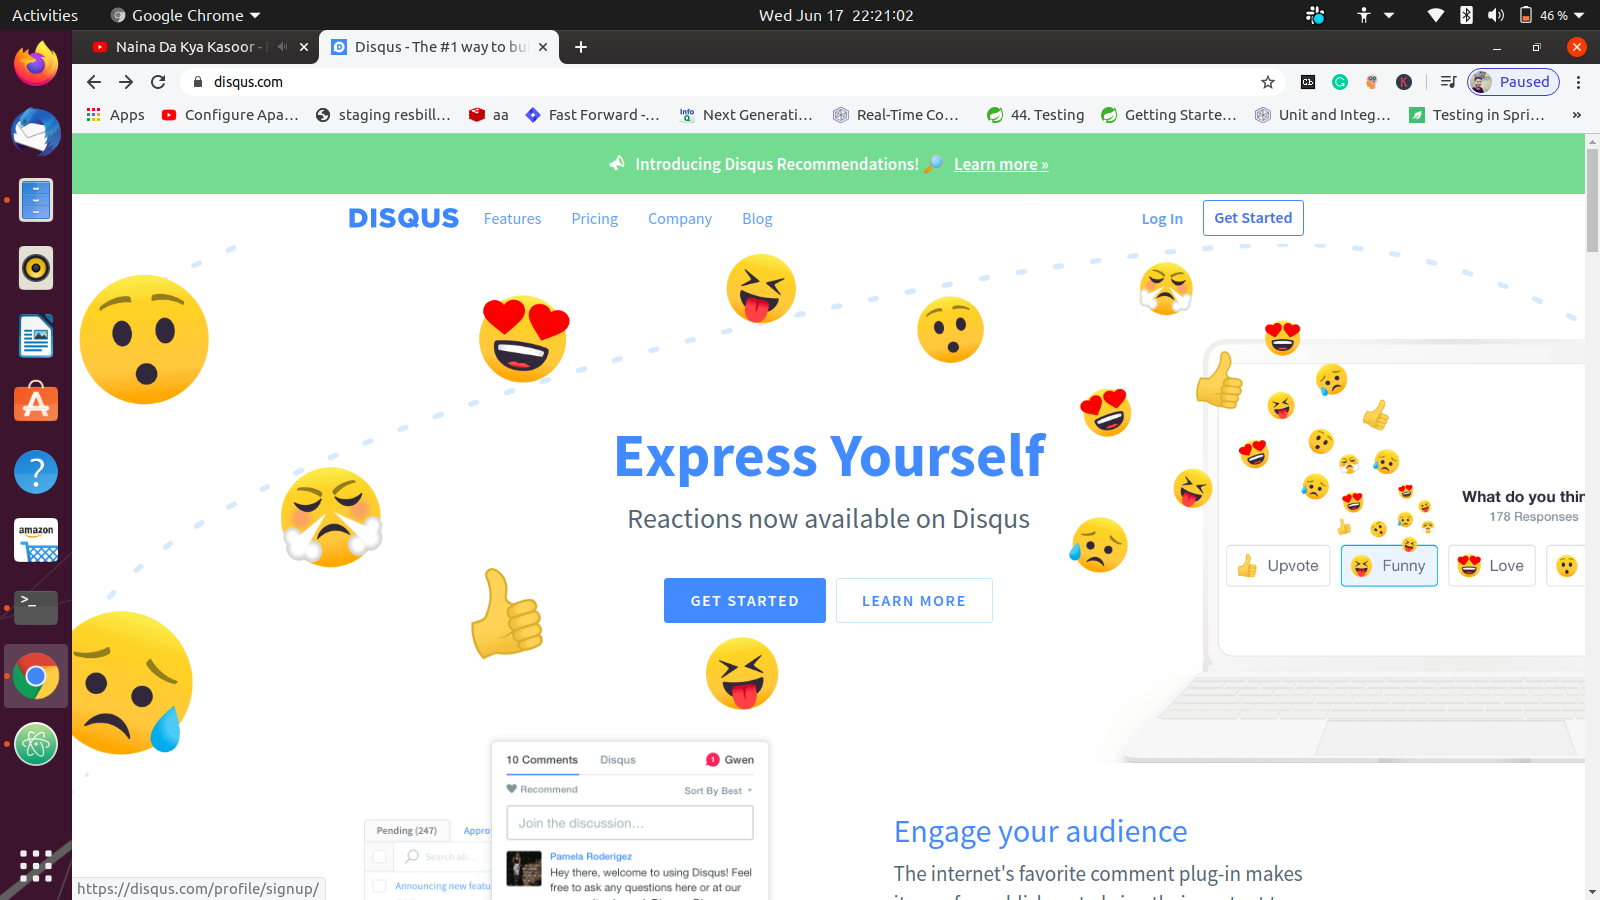 Activities
Google Chrome
Wed Jun 17 22:21:02
46 %
Naina Da Kya Kasoor -
Disqus - The #1 way to bui
disqus.com
Paused
Apps
Configure Apa...
staging resbill...
aa
Fast Forward -...
Next Generati...
Real-Time Co...
44. Testing
Getting Starte...
Unit and Integ...
Testing in Spri...
»
Introducing Disqus Recommendations!
Learn more »
DISQUS
Features
Pricing
Company
Blog
Log In
Get Started
Express Yourself
Reactions now available on Disqus
GET STARTED
LEARN MORE
What do you thin
178 Responses
Upvote
Funny
Love
amazon
10 Comments
Disqus
1
Gwen
Recommend
Sort By Best
Join the discussion...
Pending (247)
Appro
Search all...
Announcing new featu
Pamela Roderigez
Hey there, welcome to using Disqus! Feel
free to ask any questions here or at our
Engage your audience
The internet's favorite comment plug-in makes
https://disqus.com/profile/signup/